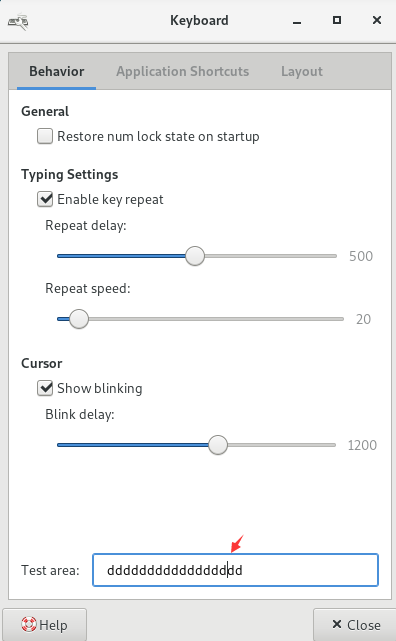 Keyboard
Behavior Application Shortcuts Layout
General
Restore num lock state on startup
Typing Settings
Enable key repeat
Repeat delay:
500
Repeat speed:
20
Cursor
Show blinking
Blink delay:
1200
Test area: ddddddddddddddddd
Help Close